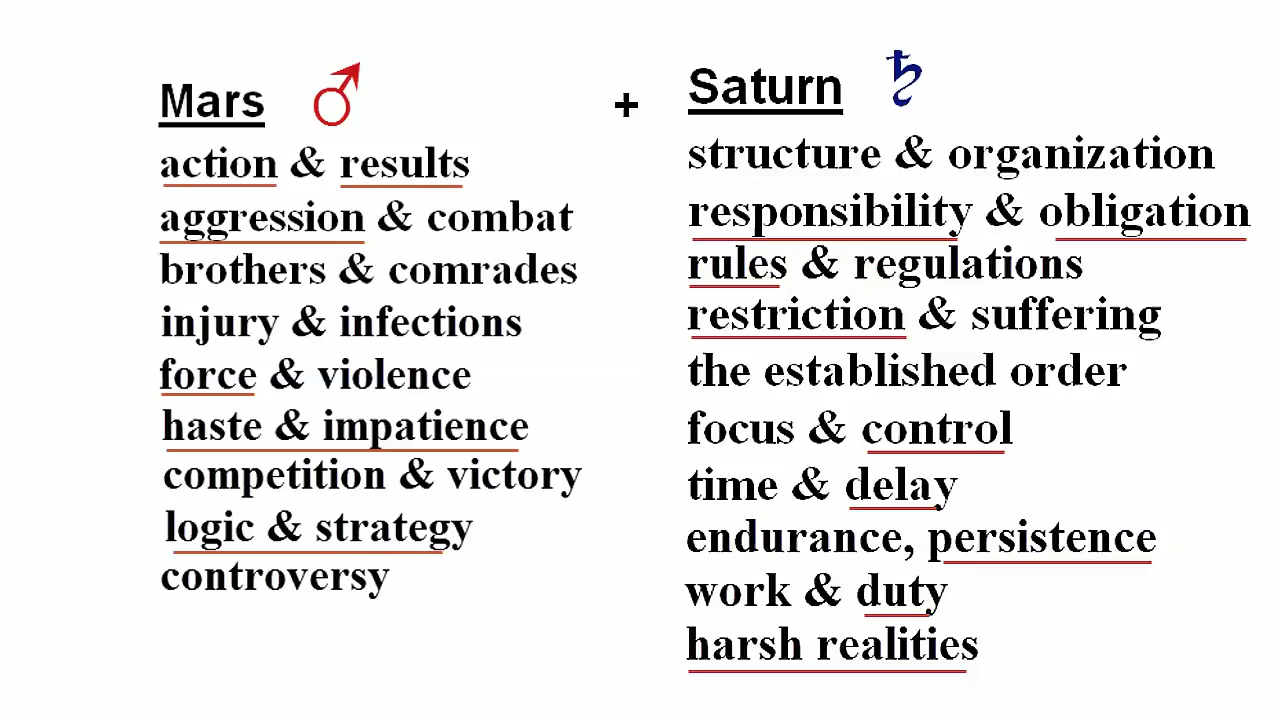 Mars ♂
action & results
aggression & combat
brothers & comrades
injury & infections
force & violence
haste & impatience
competition & victory
logic & strategy
controversy
+
Saturn ♄
structure & organization
responsibility & obligation
rules & regulations
restriction & suffering
the established order
focus & control
time & delay
endurance, persistence
work & duty
harsh realities